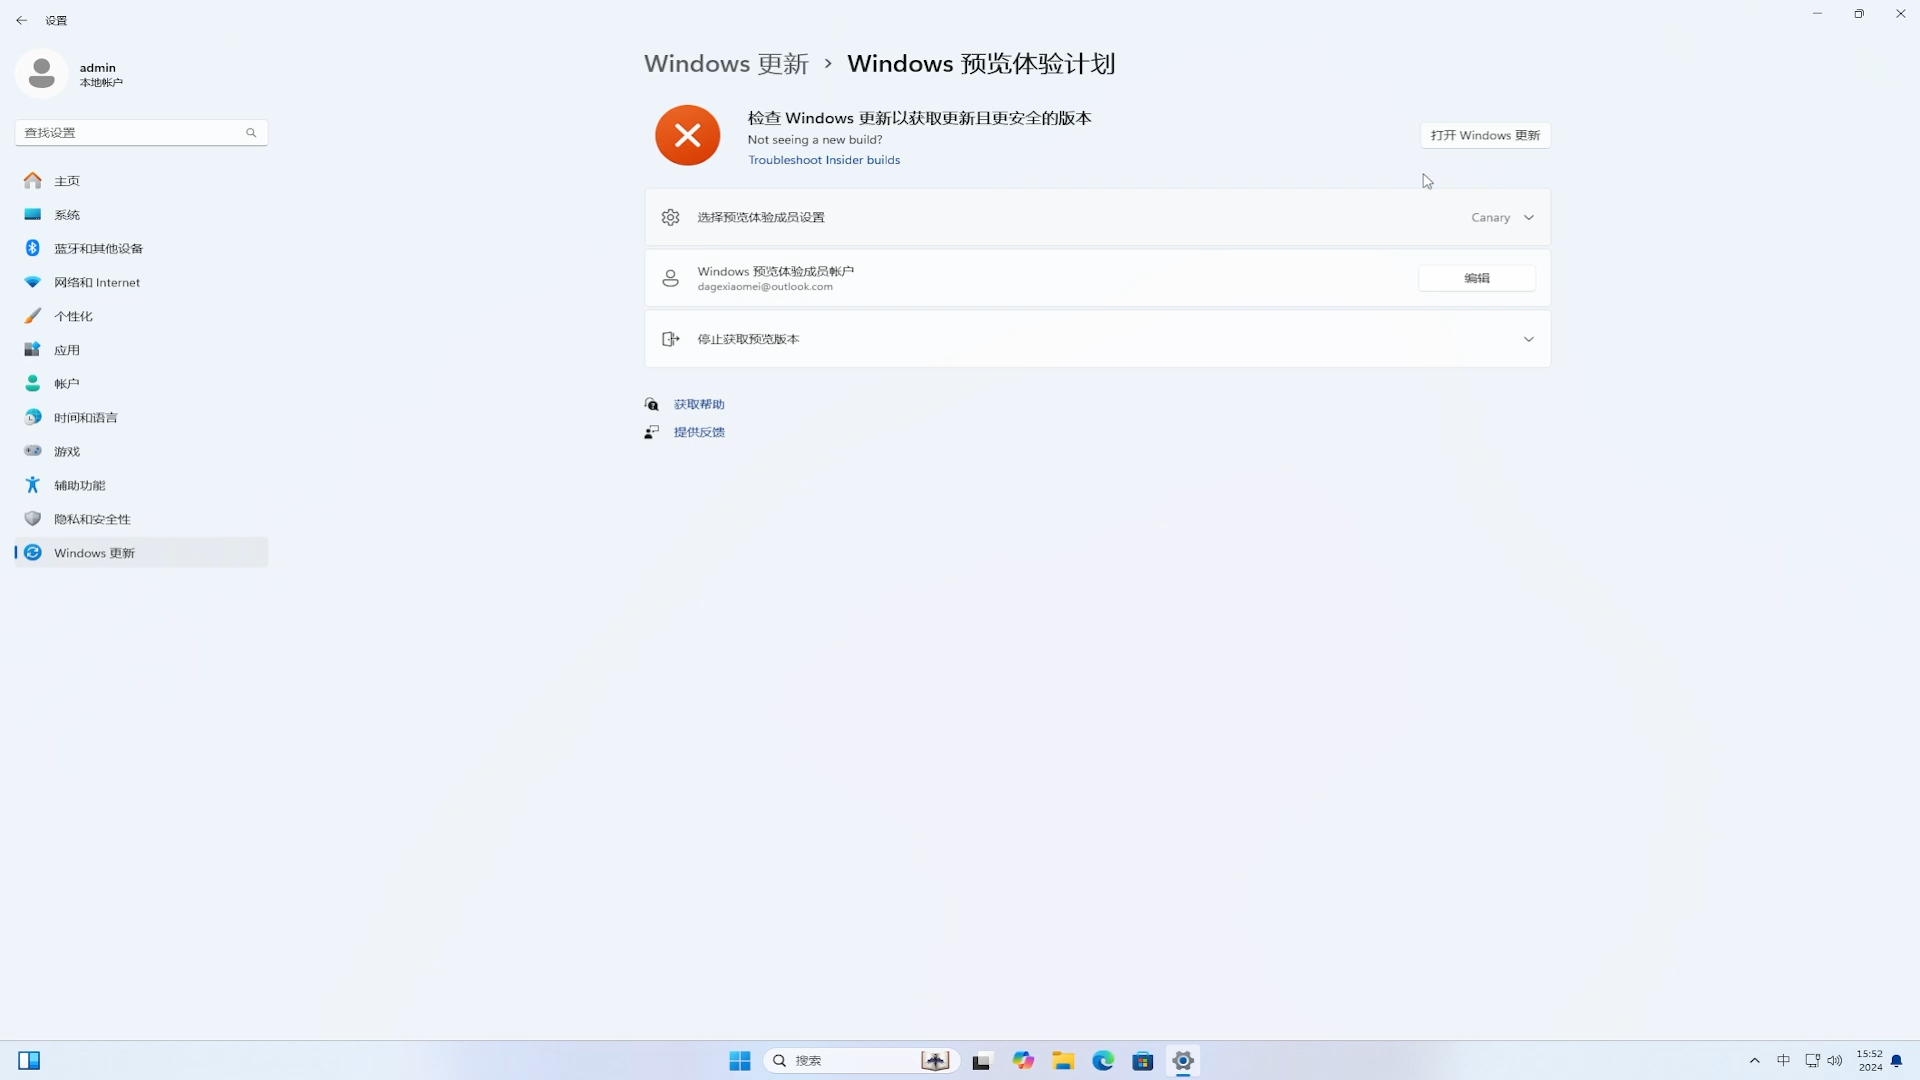 设置
admin
本地帐户
查找设置
主页
系统
蓝牙和其他设备
网络和 Internet
个性化
应用
帐户
时间和语言
游戏
辅助功能
隐私和安全性
Windows 更新
Windows 更新 › Windows 预览体验计划
检查 Windows 更新以获取更新且更安全的版本
Not seeing a new build?
Troubleshoot Insider builds
打开 Windows 更新
选择预览体验成员设置
Canary
Windows 预览体验成员帐户
dagexiaomei@outlook.com
编辑
停止获取预览版本
获取帮助
提供反馈
搜索
中
15:52
2024